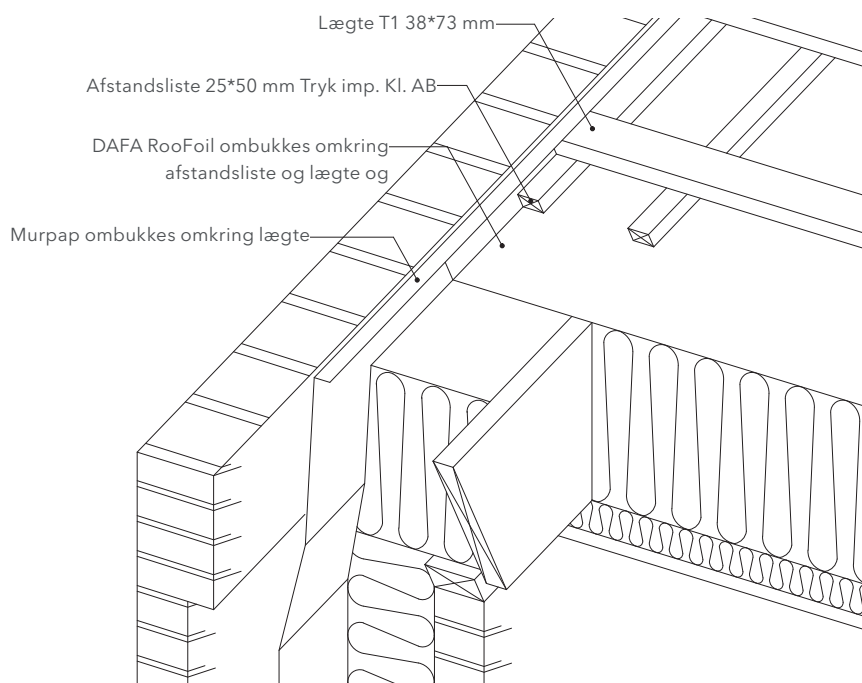 Lægte T1 38*73 mm
Afstandsliste 25*50 mm Tryk imp. Kl. AB
DAFA RooFoil ombukkes omkring
afstandsliste og lægte og
Murpap ombukkes omkring lægte